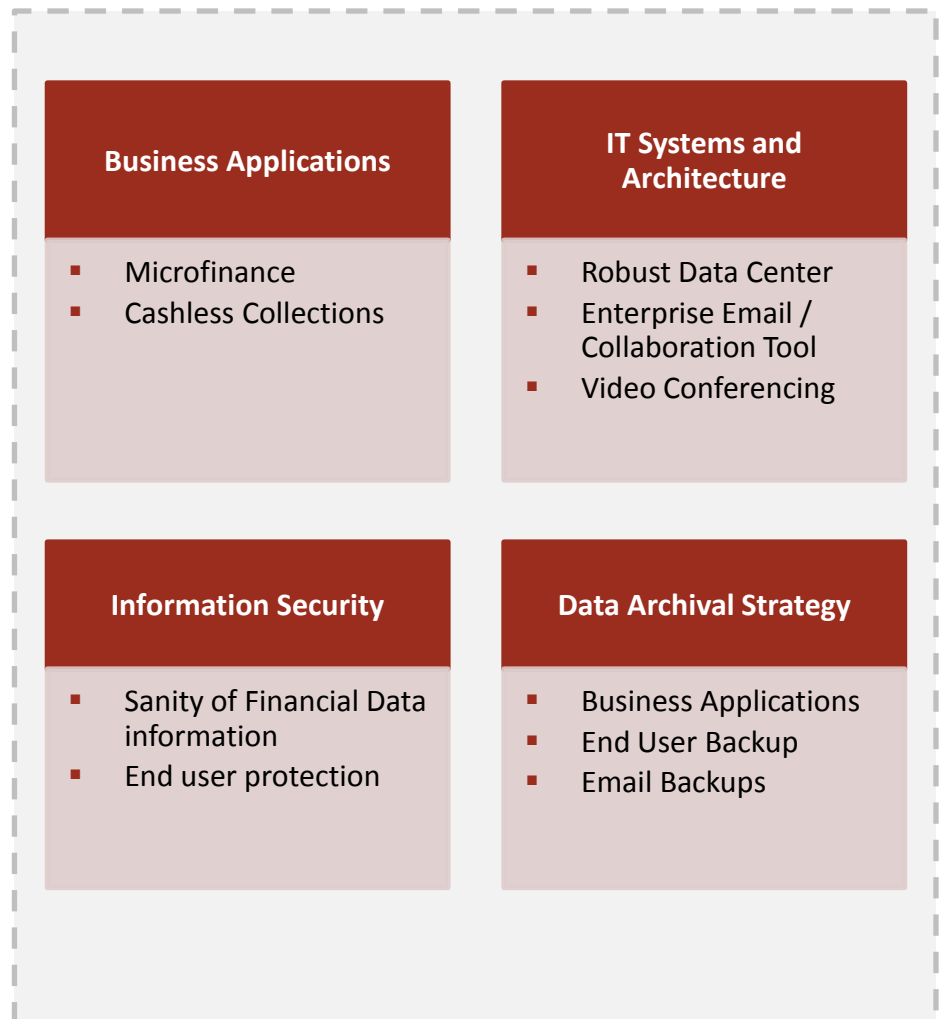 Business Applications
▪ Microfinance
▪ Cashless Collections
IT Systems and
Architecture
▪ Robust Data Center
▪ Enterprise Email /
Collaboration Tool
▪ Video Conferencing
Information Security
▪ Sanity of Financial Data
information
▪ End user protection
Data Archival Strategy
▪ Business Applications
▪ End User Backup
▪ Email Backups